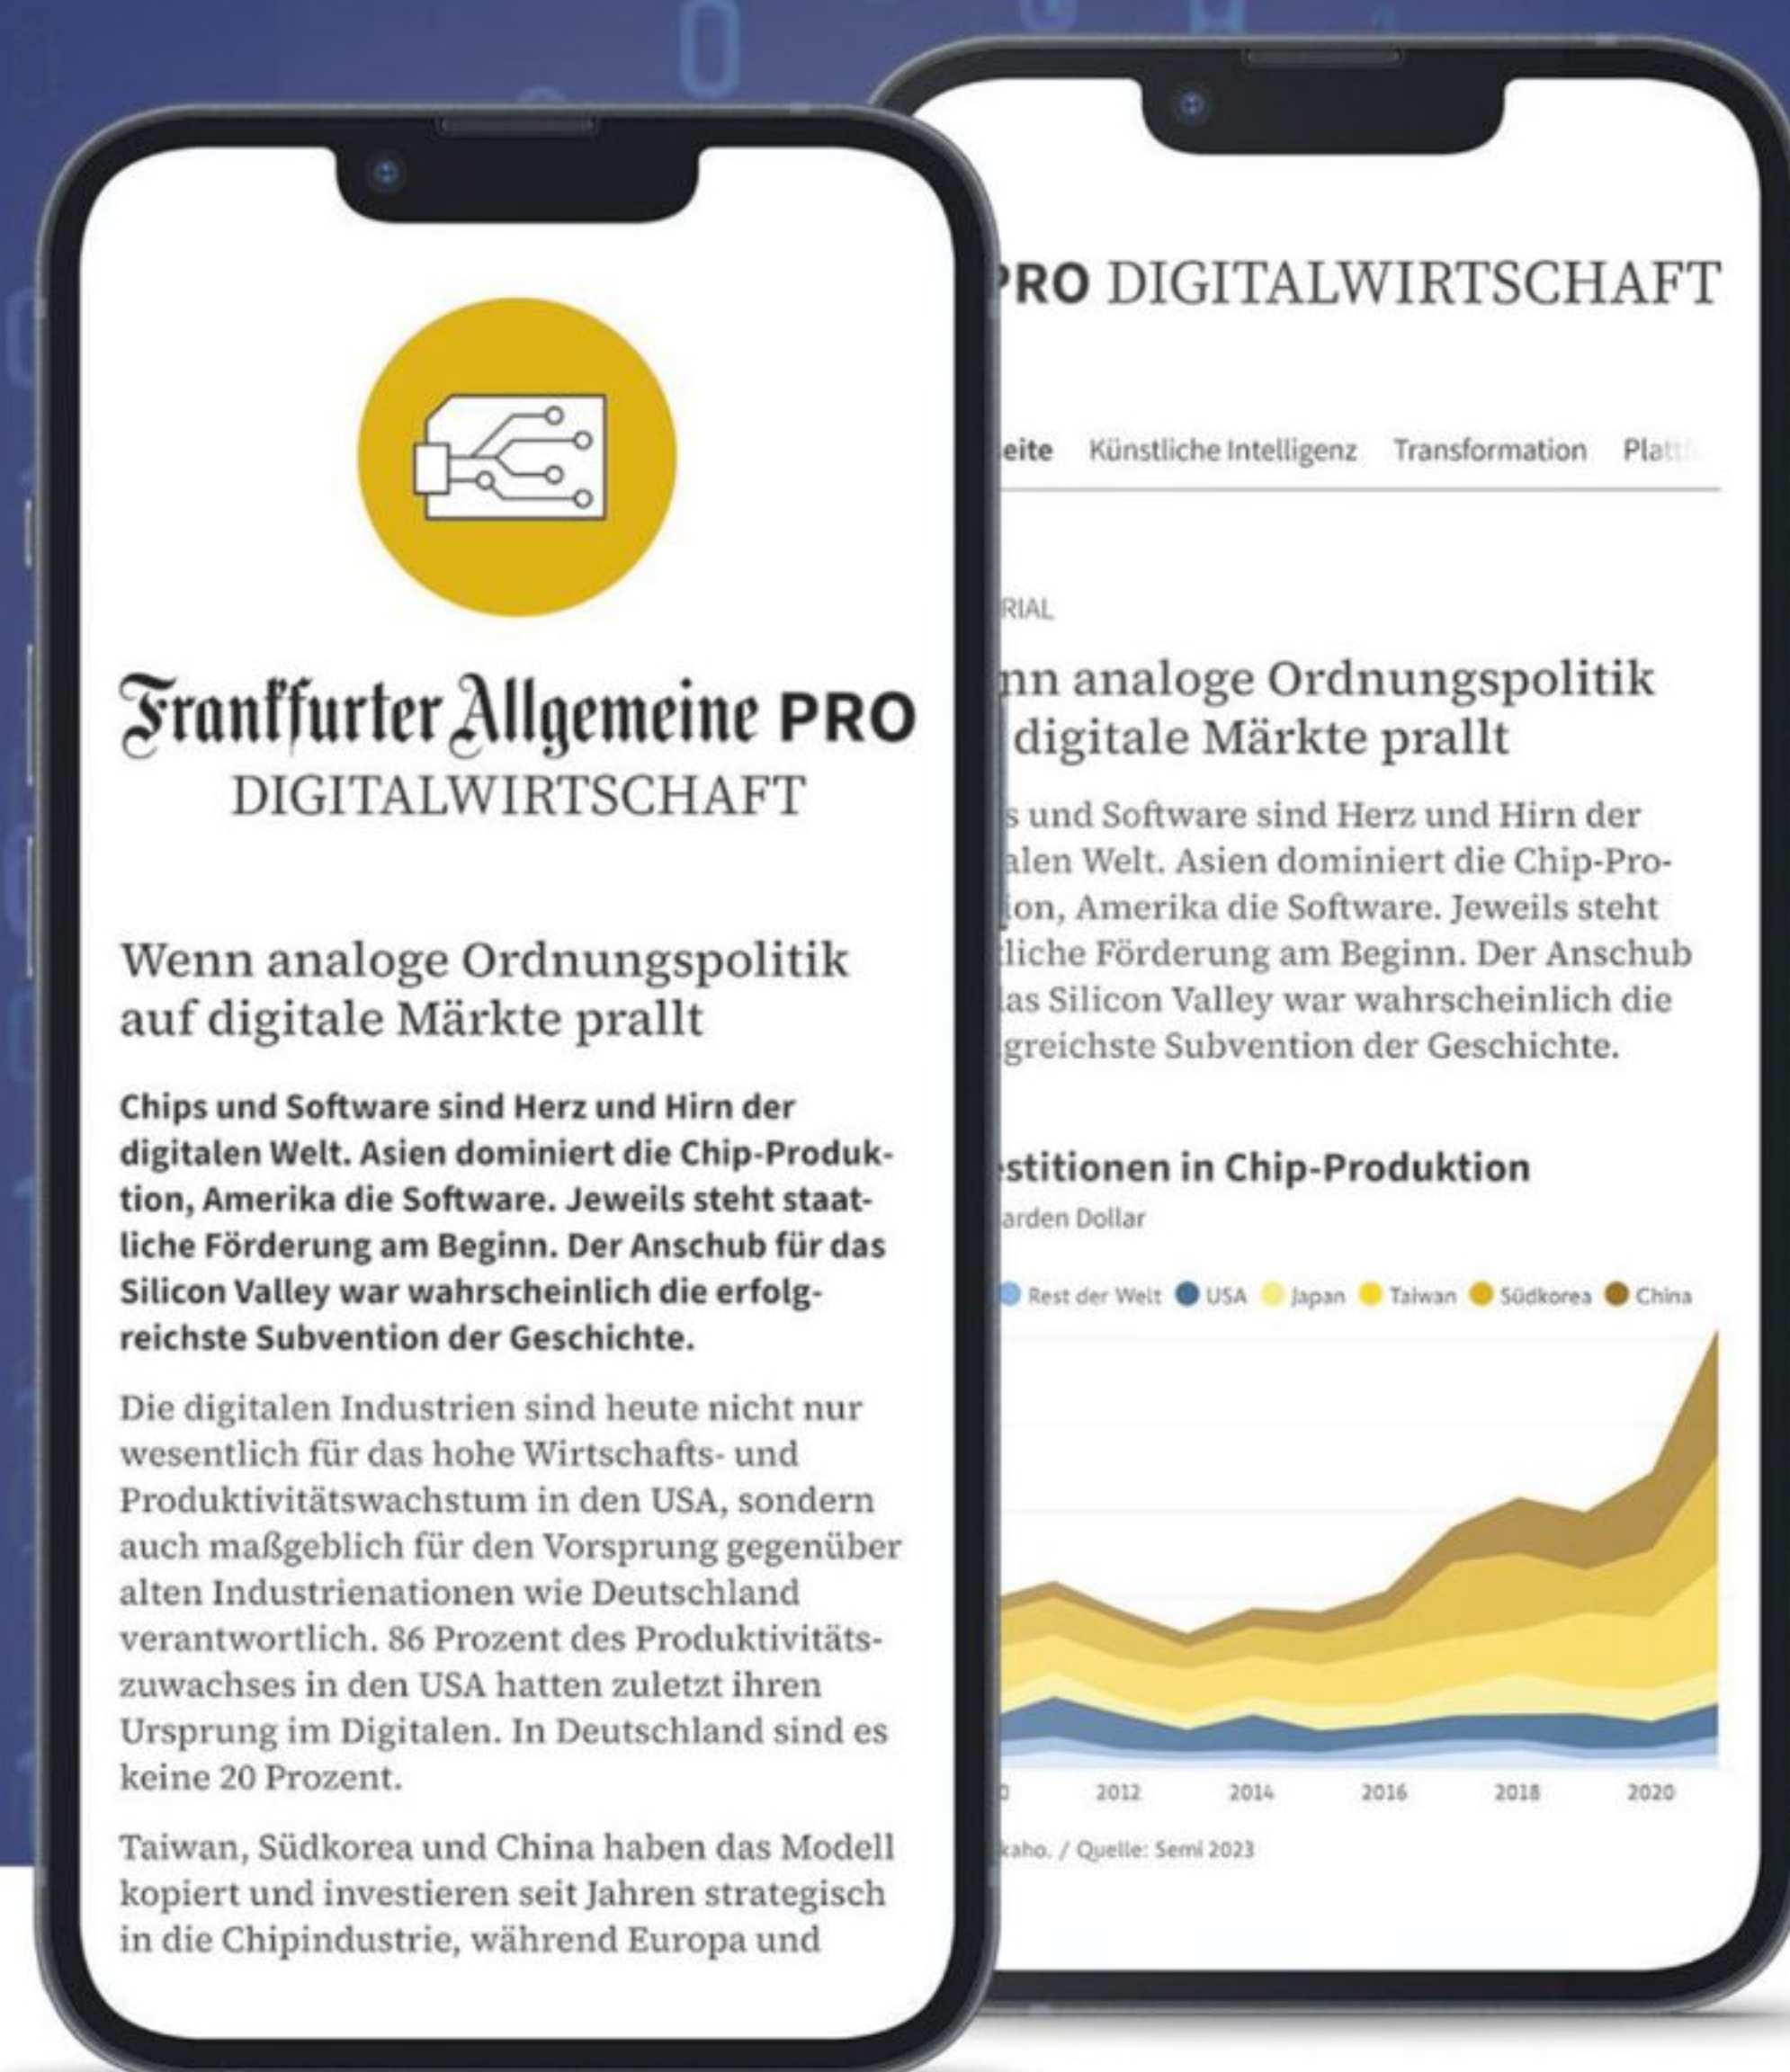 Frankfurter Allgemeine PRO
DIGITALWIRTSCHAFT
Wenn analoge Ordnungspolitik
auf digitale Märkte prallt
Chips und Software sind Herz und Hirn der
digitalen Welt. Asien dominiert die Chip-Produk-
tion, Amerika die Software. Jeweils steht staat-
liche Förderung am Beginn. Der Anschub für das
Silicon Valley war wahrscheinlich die erfolg-
reichste Subvention der Geschichte.
Die digitalen Industrien sind heute nicht nur
wesentlich für das hohe Wirtschafts- und
Produktivitätswachstum in den USA, sondern
auch maßgeblich für den Vorsprung gegenüber
alten Industrienationen wie Deutschland
verantwortlich. 86 Prozent des Produktivitäts-
zuwachses in den USA hatten zuletzt ihren
Ursprung im Digitalen. In Deutschland sind es
keine 20 Prozent.
Taiwan, Südkorea und China haben das Modell
kopiert und investieren seit Jahren strategisch
in die Chipindustrie, während Europa und
PRO DIGITALWIRTSCHAFT
eite Künstliche Intelligenz Transformation Platt
RIAL
nn analoge Ordnungspolitik
digitale Märkte prallt
s und Software sind Herz und Hirn der
alen Welt. Asien dominiert die Chip-Pro-
ion, Amerika die Software. Jeweils steht
liche Förderung am Beginn. Der Anschub
das Silicon Valley war wahrscheinlich die
greichste Subvention der Geschichte.
stitionen in Chip-Produktion
arden Dollar
Rest der Welt USA Japan Taiwan Südkorea China
0 2012 2014 2016 2018 2020
kaho. / Quelle: Semi 2023